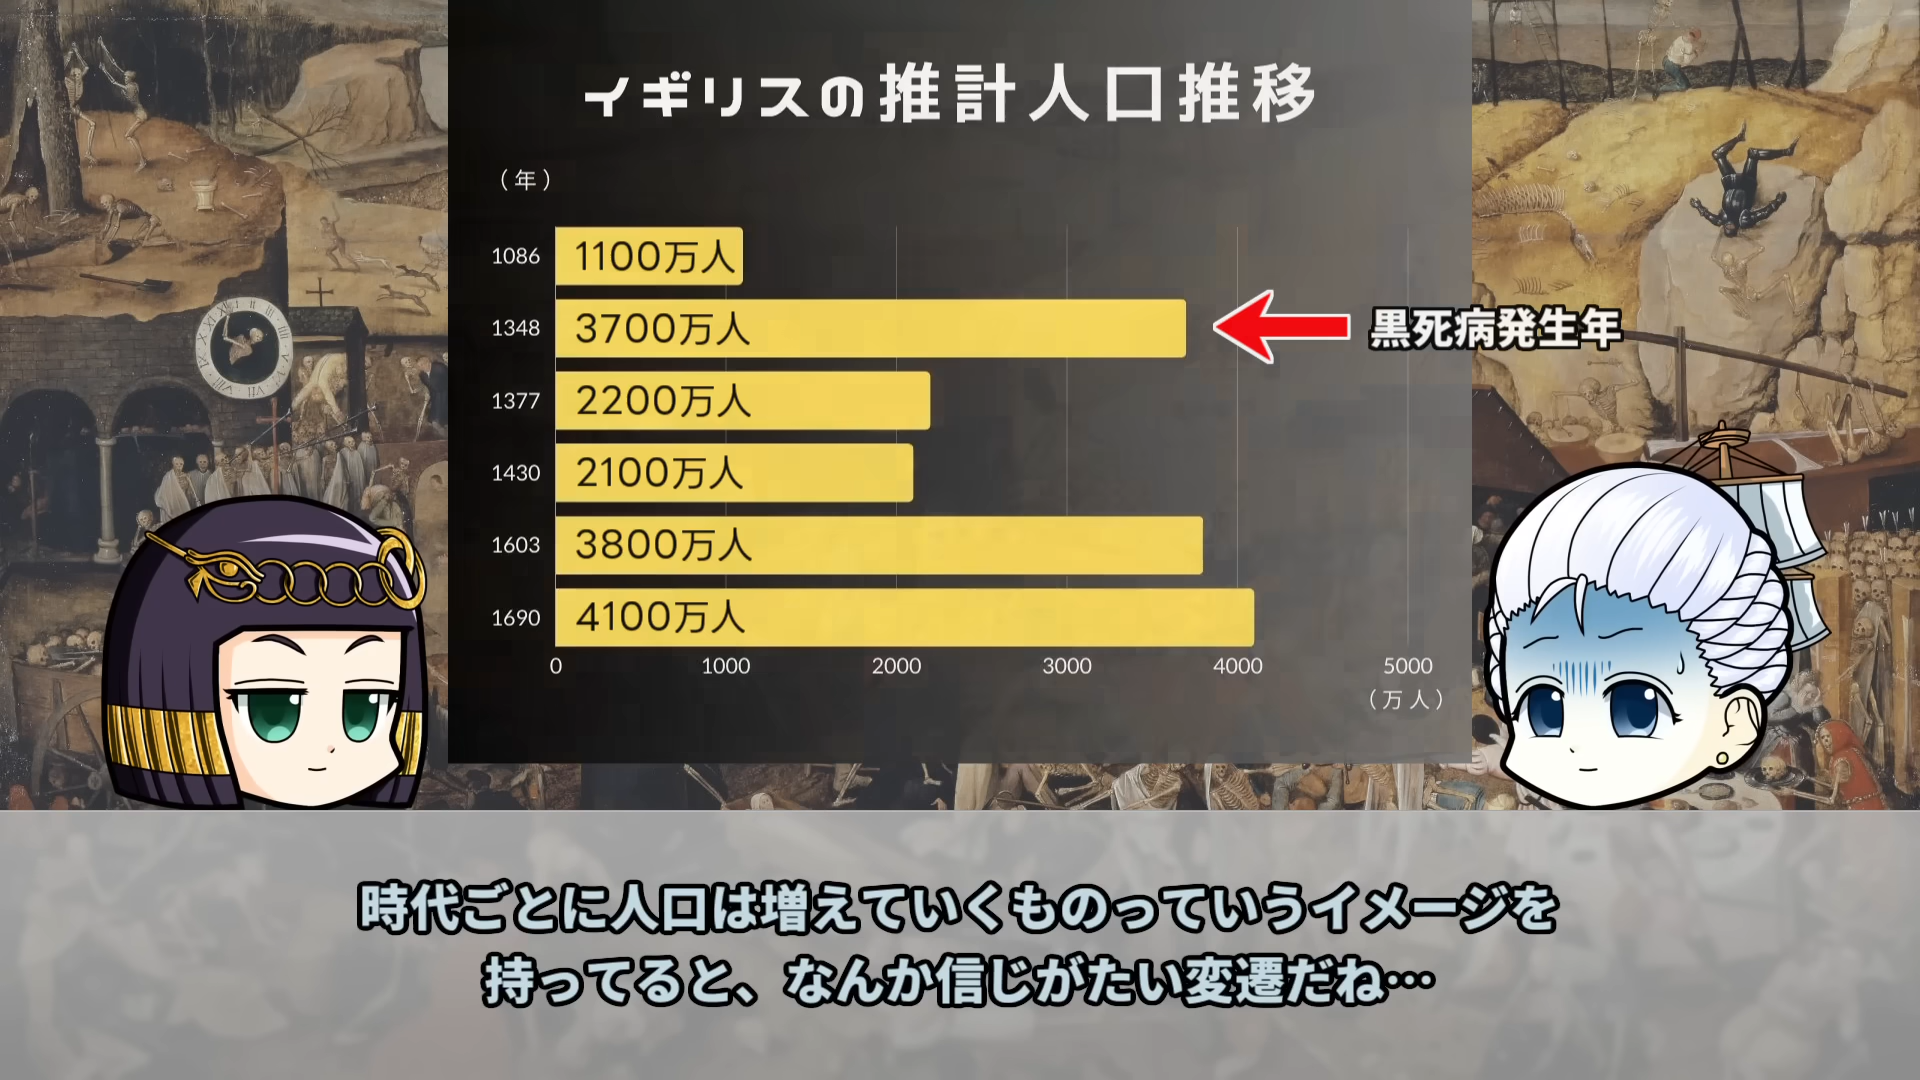 イギリスの推計人口推移
（年）
1086 1100万人
1348 3700万人
黒死病発生年
1377 2200万人
1430 2100万人
1603 3800万人
1690 4100万人
0 1000 2000 3000 4000 5000
（万人）
時代ごとに人口は増えていくものっていうイメージを
持ってると、なんか信じがたい変遷だね…